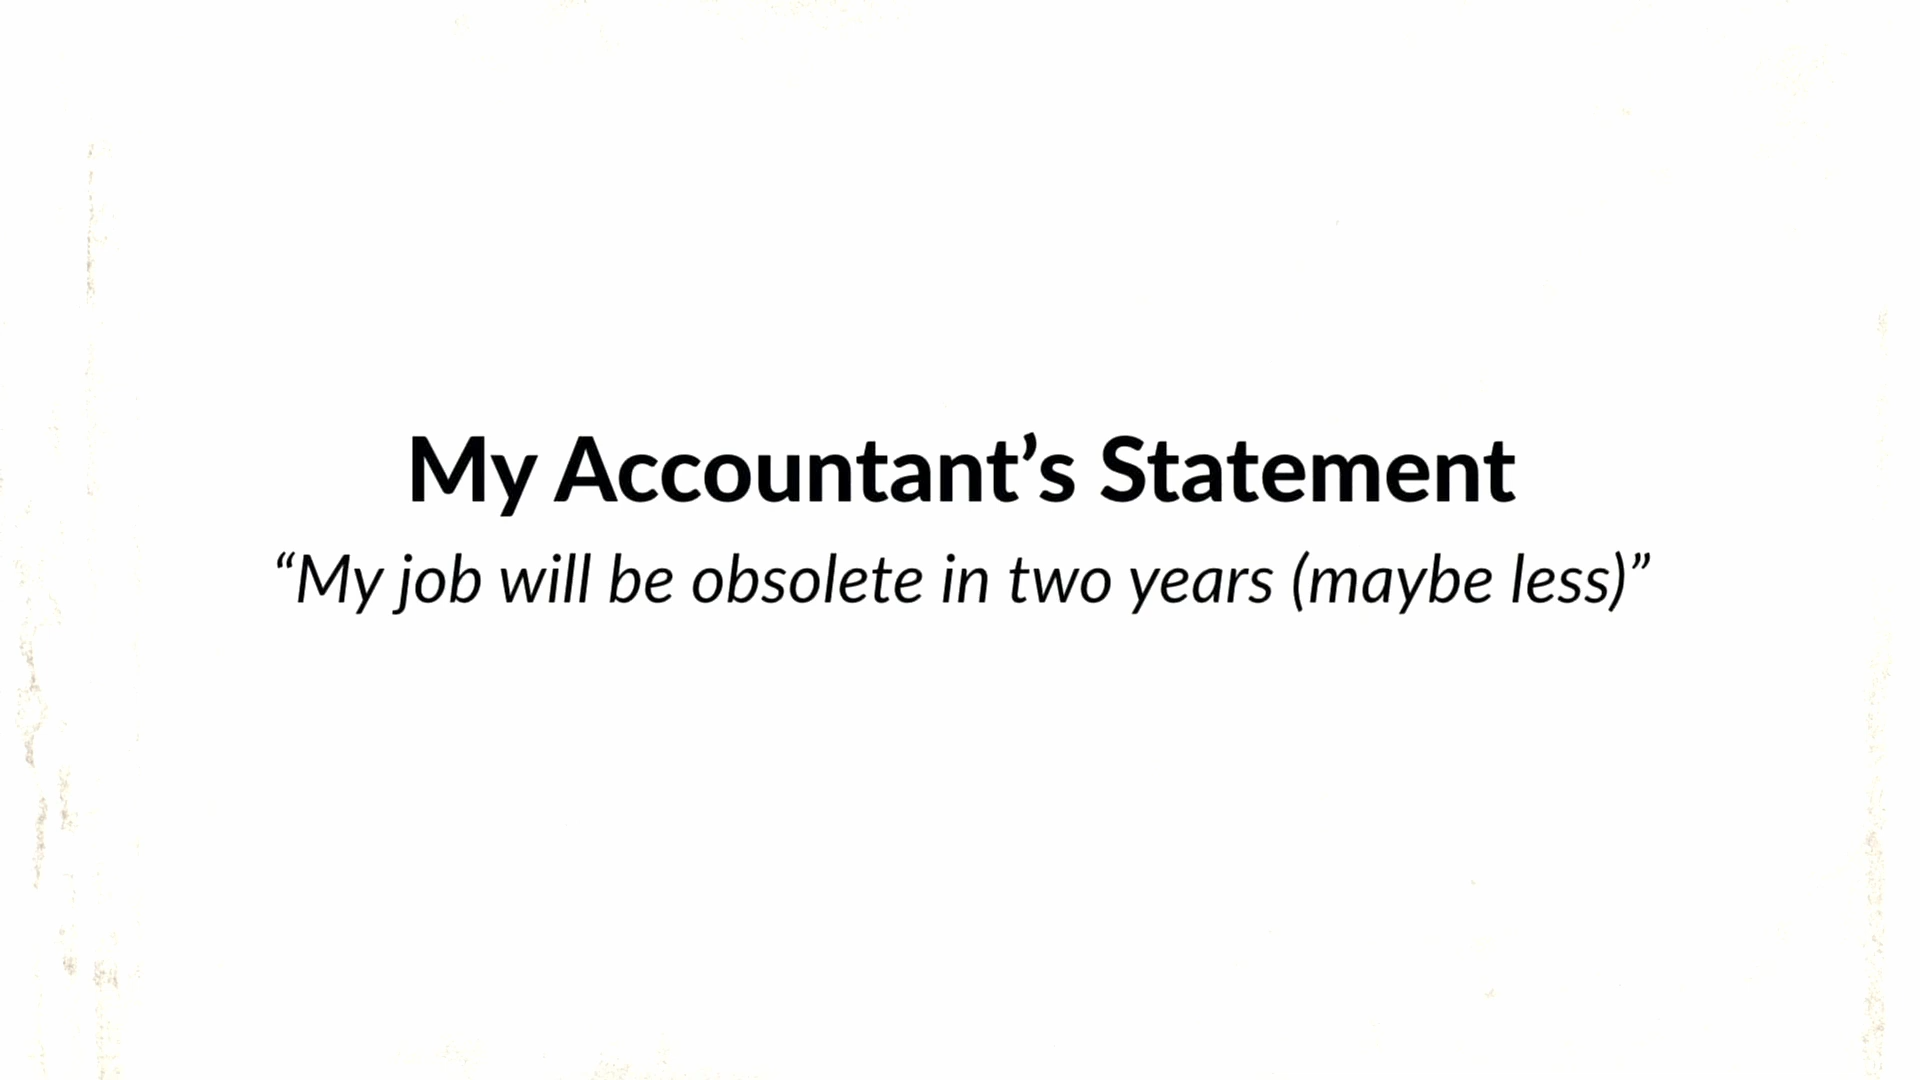 My Accountant’s Statement
“My job will be obsolete in two years (maybe less)”